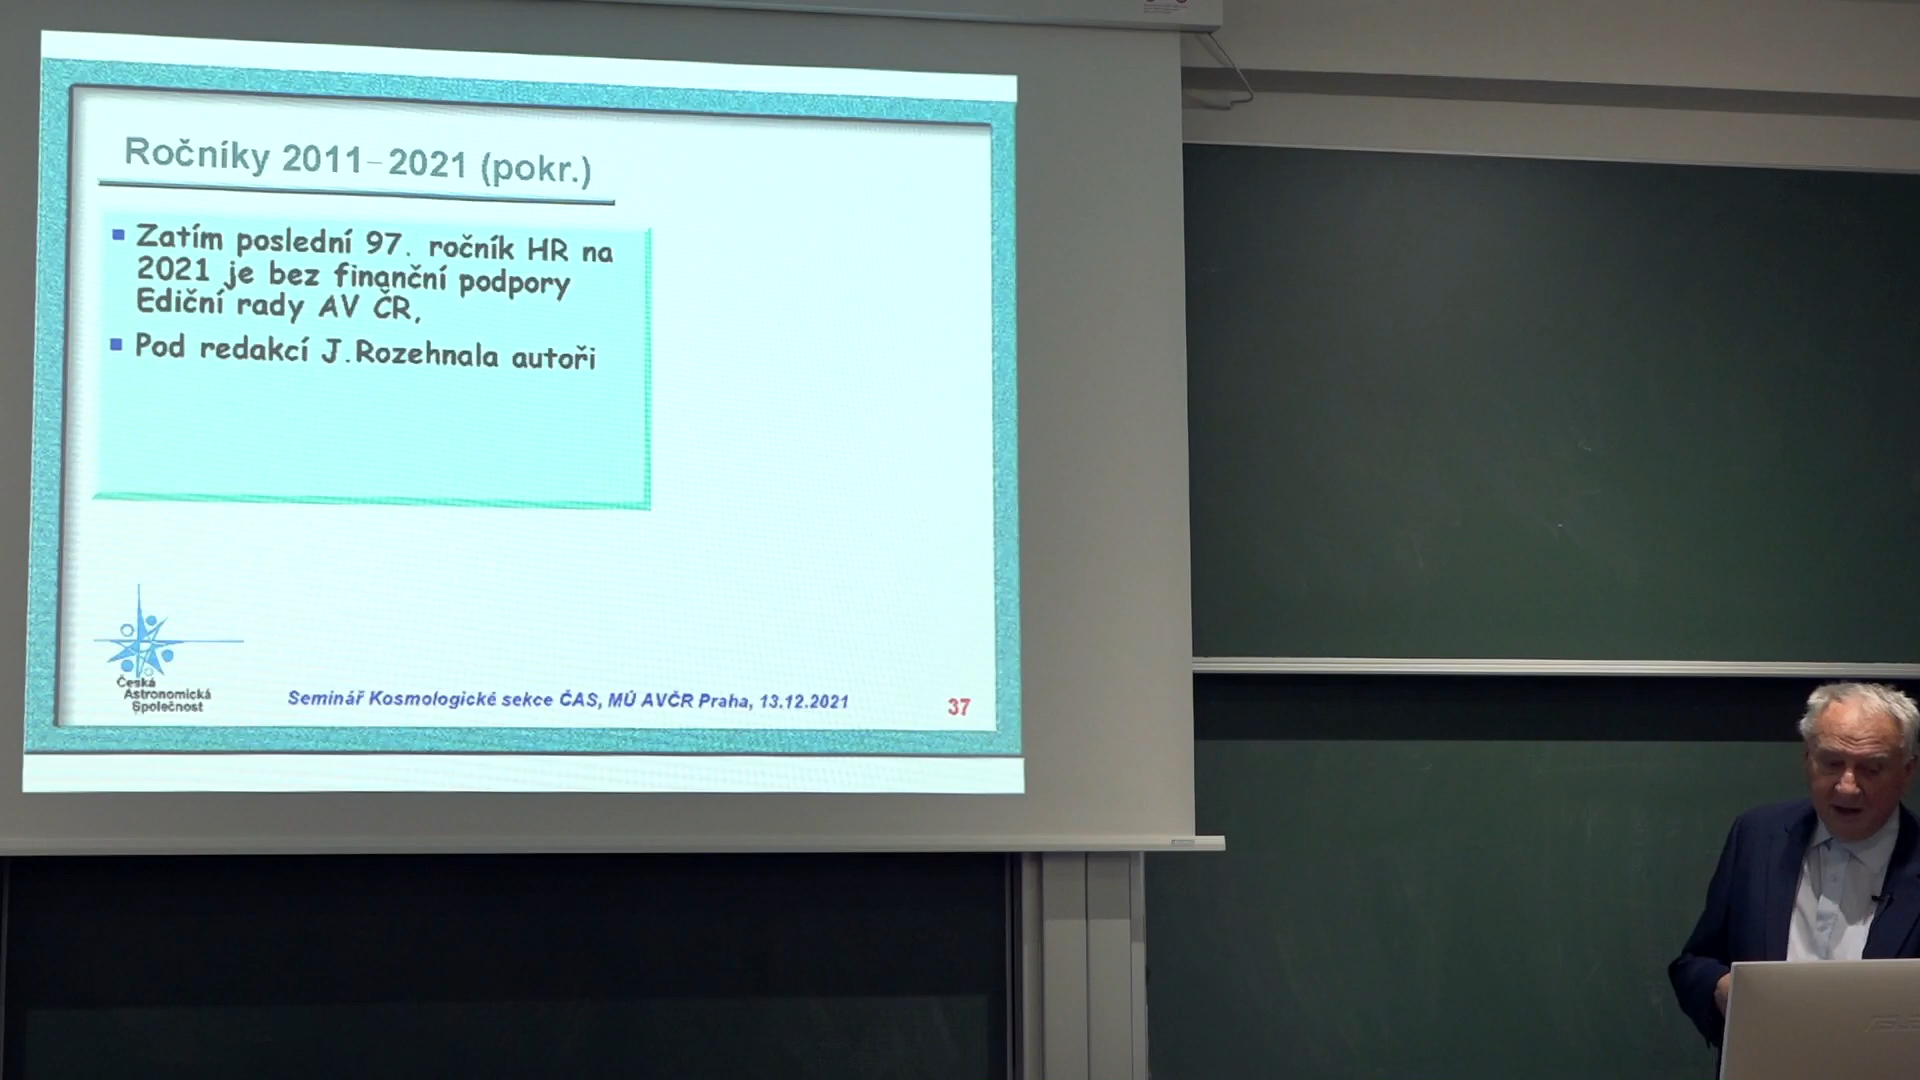 Ročníky 2011–2021 (pokr.)
Zatím poslední 97. ročník HR na
2021 je bez finanční podpory
Ediční rady AV ČR,
Pod redakcí J.Rozehnala autoři
Česká
Astronomická
Společnost
Seminář Kosmologické sekce ČAS, MÚ AVČR Praha, 13.12.2021
37